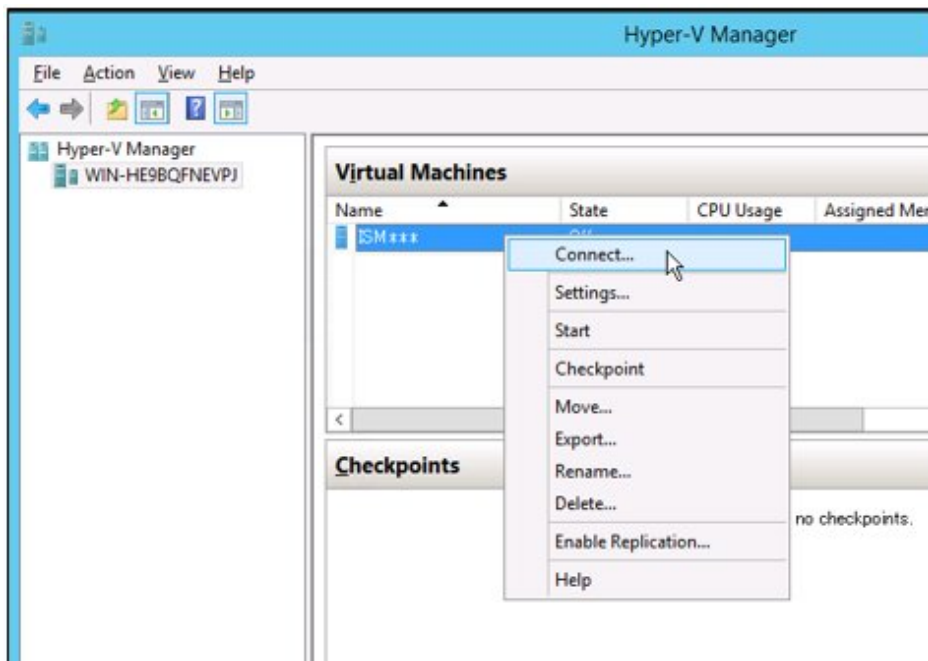 Hyper-V Manager
File Action View Help
Hyper-V Manager
WIN-HE9BQFNEVPJ
Virtual Machines
Name State CPU Usage Assigned Mer
ISM***
Connect...
Settings...
Start
Checkpoint
Move...
Export...
Rename...
Delete...
Enable Replication...
Help
Checkpoints
no checkpoints.